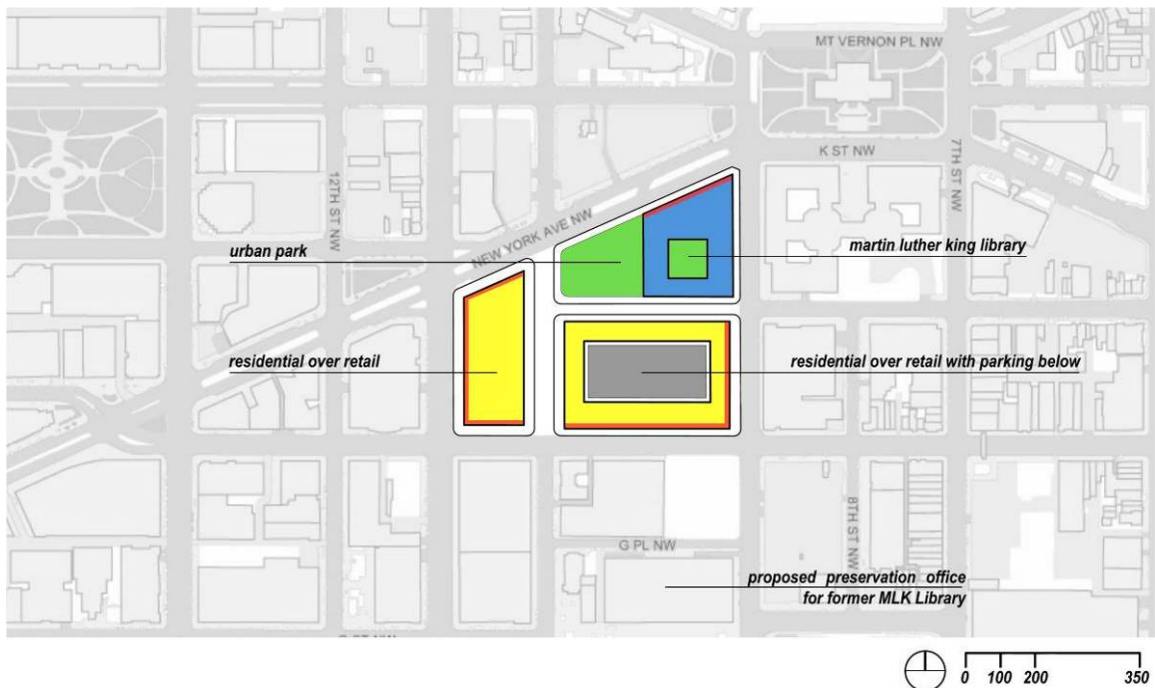 MT VERNON PL NW
K ST NW
7TH ST NW
12TH ST NW
NEW YORK AVE NW
urban park
martin luther king library
residential over retail
residential over retail with parking below
8TH ST NW
G PL NW
proposed preservation office
for former MLK Library
0 100 200 350